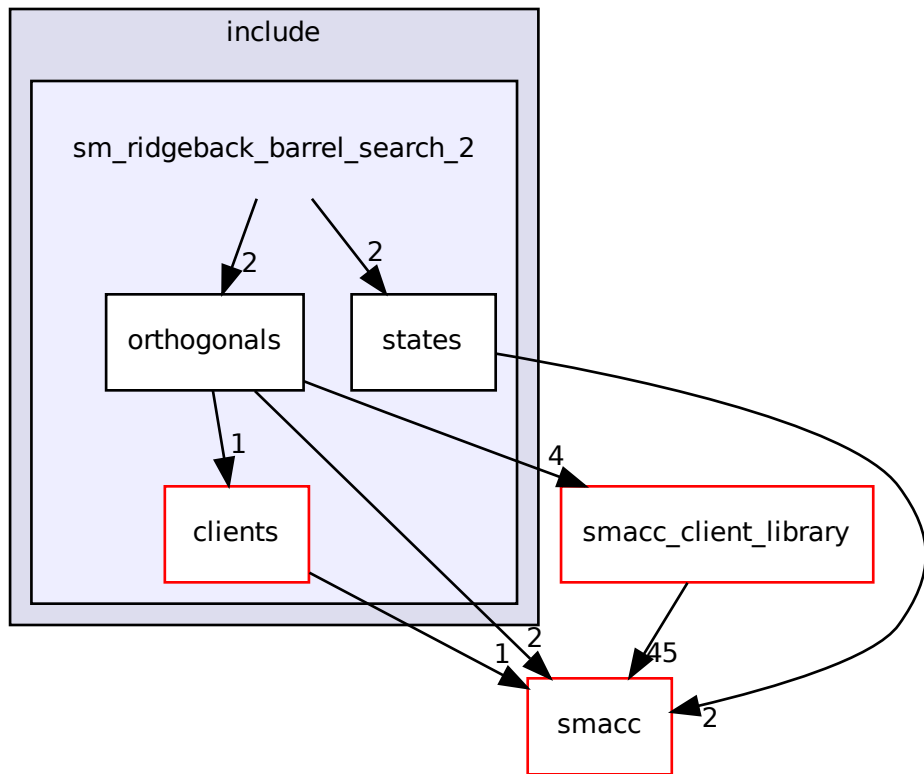 include
sm_ridgeback_barrel_search_2
2
2
orthogonals
states
1
4
clients
smacc_client_library
1
2
45
2
smacc